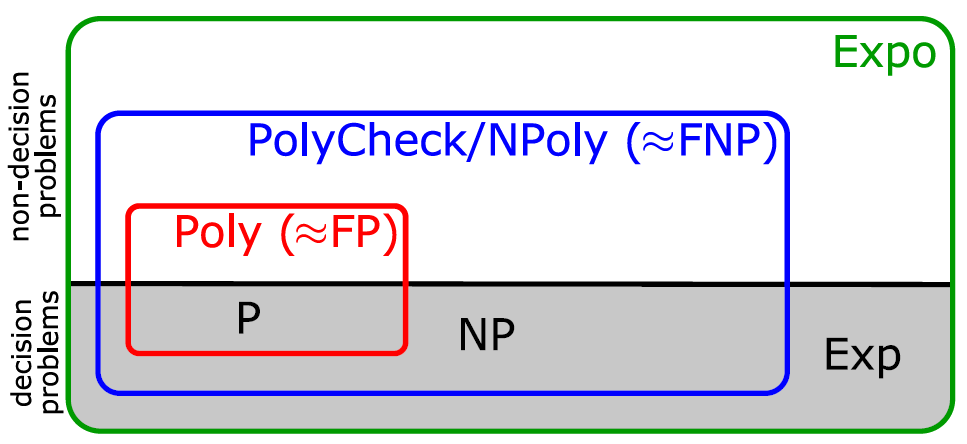 Expo
non-decision
problems
PolyCheck/NPoly (≈FNP)
Poly (≈FP)
decision
problems
P
NP
Exp